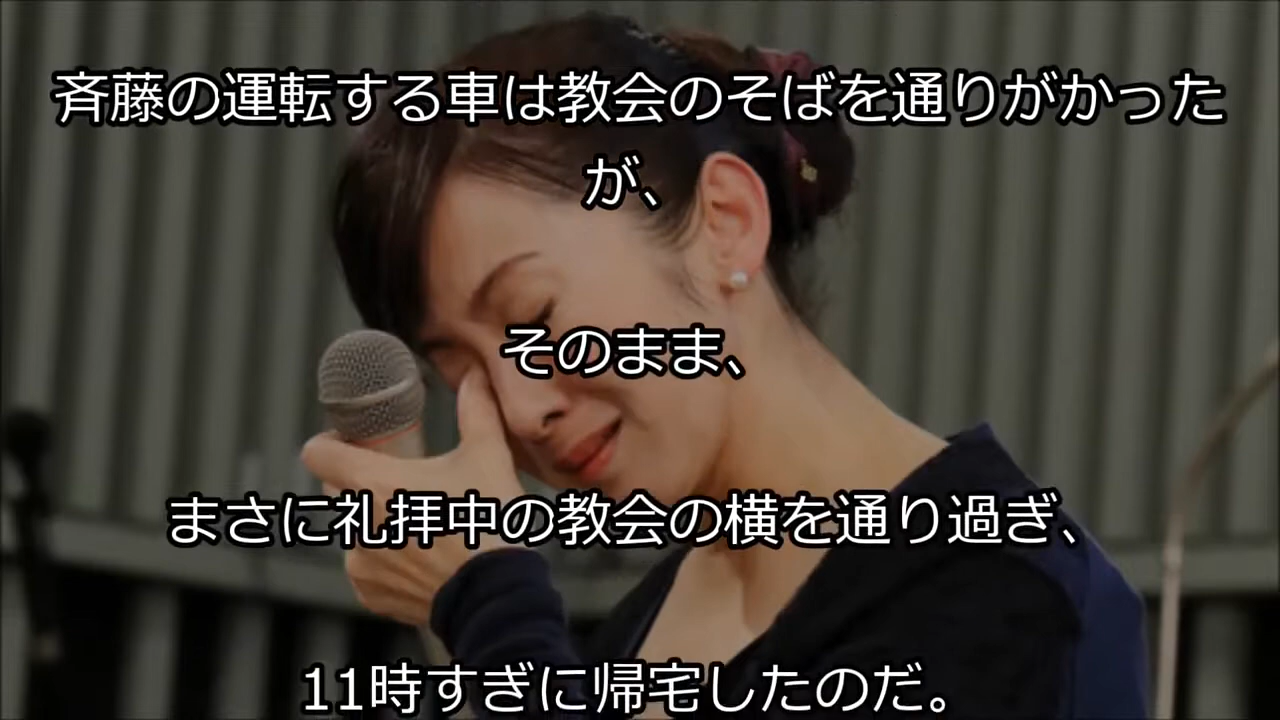 斉藤の運転する車は教会のそばを通りがかった
が、
そのまま、
まさに礼拝中の教会の横を通り過ぎ、
11時すぎに帰宅したのだ。